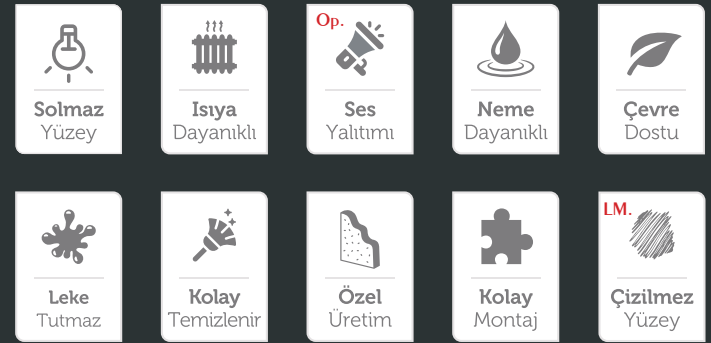 Solmaz
Yüzey
Isıya
Dayanıklı
Op.
Ses
Yalıtımı
Neme
Dayanıklı
Çevre
Dostu
Leke
Tutmaz
Kolay
Temizlenir
Özel
Üretim
Kolay
Montaj
LM.
Çizilmez
Yüzey